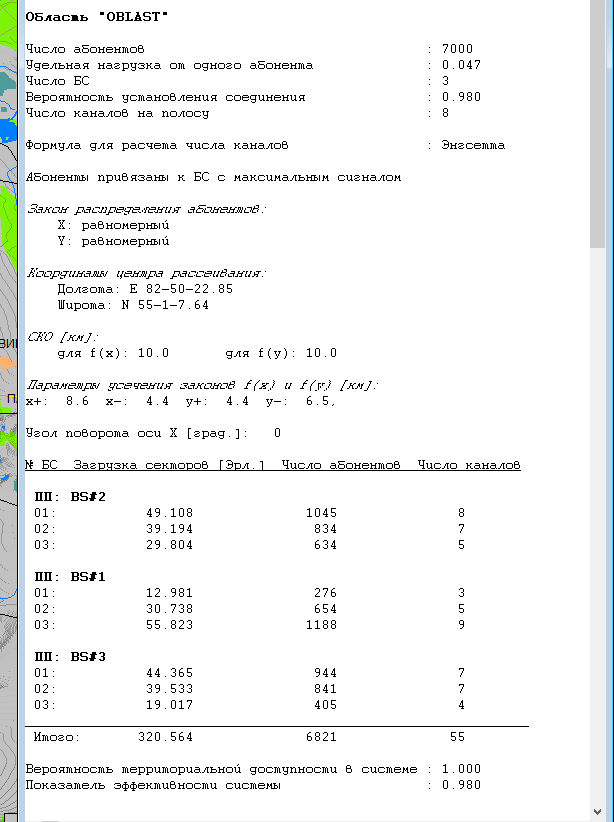 Область "OBLAST"
Число абонентов : 7000
Удельная нагрузка от одного абонента : 0.047
Число БС : 3
Вероятность установления соединения : 0.980
Число каналов на полосу : 8
Формула для расчета числа каналов : Энгсетта
Абоненты привязаны к БС с максимальным сигналом
Закон распределения абонентов:
X: равномерный
Y: равномерный
Координаты центра рассеивания:
Долгота: E 82-50-22.85
Широта: N 55-1-7.64
СКО [км]:
для f(x): 10.0 для f(y): 10.0
Параметры усечения законов f(x) и f(y) [км]:
x+: 8.6 x-: 4.4 y+: 4.4 y-: 6.5,
Угол поворота оси X [град.]: 0
№ БС Загрузка секторов [Эрл.] Число абонентов Число каналов
ПП: BS#2
01: 49.108 1045 8
02: 39.194 834 7
03: 29.804 634 5
ПП: BS#1
01: 12.981 276 3
02: 30.738 654 5
03: 55.823 1188 9
ПП: BS#3
01: 44.365 944 7
02: 39.533 841 7
03: 19.017 405 4
Итого: 320.564 6821 55
Вероятность территориальной доступности в системе : 1.000
Показатель эффективности системы : 0.980